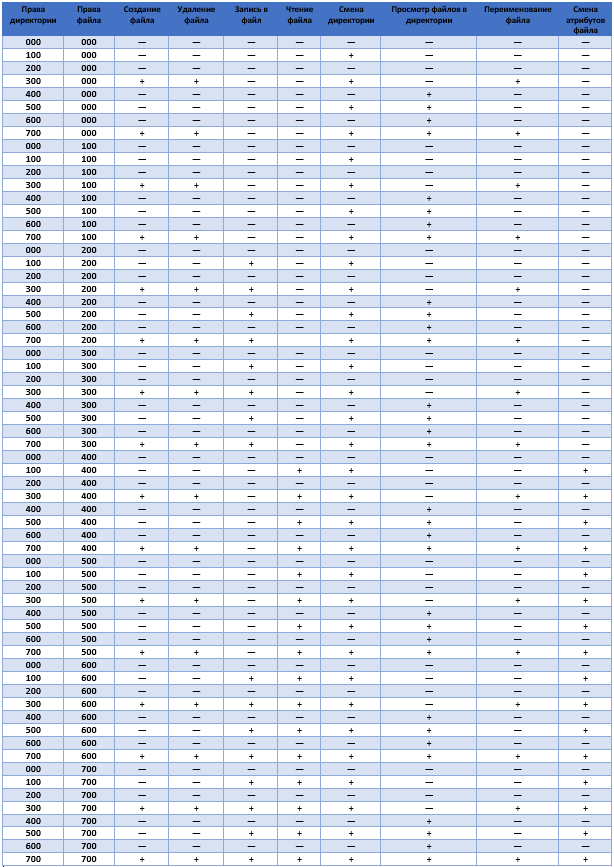 Права Права Создание Удаление Запись в Чтение Смена Просмотр файлов в Переименование Смена
директории файла файла файла файл файла директории директории файла атрибутов
файла
000 000 — — — — — — — —
100 000 — — — — + — — —
200 000 — — — — — — — —
300 000 + + — — + — + —
400 000 — — — — — + — —
500 000 — — — — + + — —
600 000 — — — — — + — —
700 000 + + — — + + + —
000 100 — — — — — — — —
100 100 — — — — + — — —
200 100 — — — — — — — —
300 100 + + — — + — + —
400 100 — — — — — + — —
500 100 — — — — + + — —
600 100 — — — — — + — —
700 100 + + — — + + + —
000 200 — — — — — — — —
100 200 — — + — + — — —
200 200 — — — — — — — —
300 200 + + + — + — + —
400 200 — — — — — + — —
500 200 — — + — + + — —
600 200 — — — — — + — —
700 200 + + + + + + —
000 300 — — — — — — — —
100 300 — — + — + — — —
200 300 — — — — — — — —
300 300 + + + — + — + —
400 300 — — — — — + — —
500 300 — — + — + + — —
600 300 — — — — — + — —
700 300 + + + — + + + —
000 400 — — — — — — — —
100 400 — — — + + — — +
200 400 — — — — — — — —
300 400 + + — + + — + +
400 400 — — — — — + — —
500 400 — — — + + + — +
600 400 — — — — — + — —
700 400 + + — + + + + +
000 500 — — — — — — — —
100 500 — — — + + — — +
200 500 — — — — — — — —
300 500 + + — + + — + +
400 500 — — — — — + — —
500 500 — — — + + + — +
600 500 — — — — — + — —
700 500 + + — + + + + +
000 600 — — — — — — — —
100 600 — — + + + — — +
200 600 — — — — — — — —
300 600 + + + + + — + +
400 600 — — — — — + — —
500 600 — — + + + + — +
600 600 — — — — — + — —
700 600 + + + + + + + +
000 700 — — — — — — — —
100 700 — — + + + — — +
200 700 — — — — — — — —
300 700 + + + + + — + +
400 700 — — — — — + — —
500 700 — — + + + + — +
600 700 — — — — — + — —
700 700 + + + + + + + +